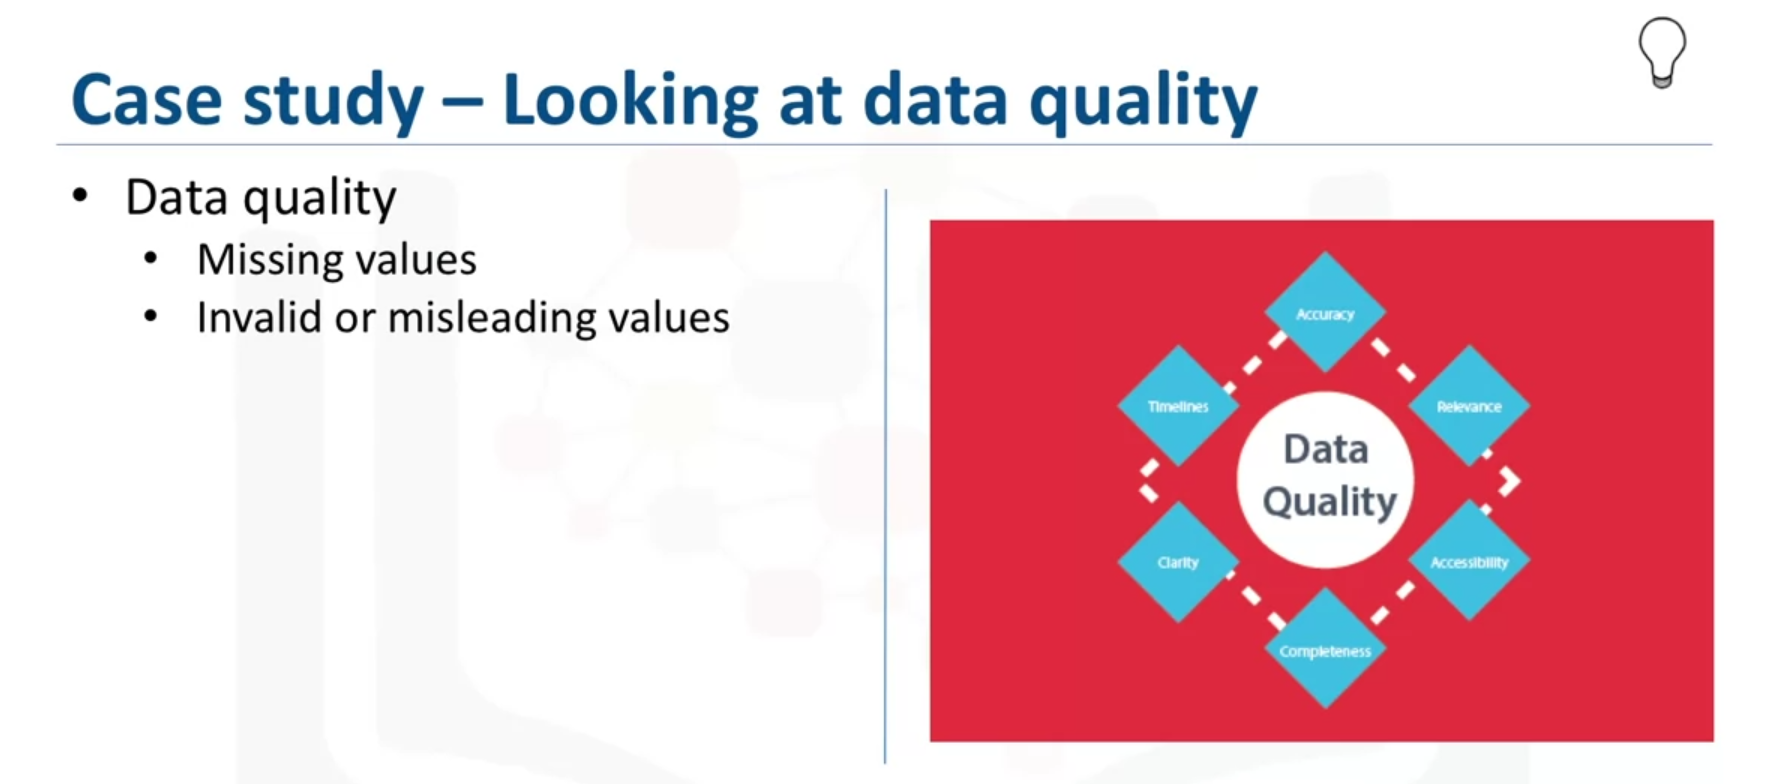 Case study – Looking at data quality
• Data quality
• Missing values
• Invalid or misleading values
Accuracy
Timelines
Relevance
Data
Quality
Clarity
Accessibility
Completeness